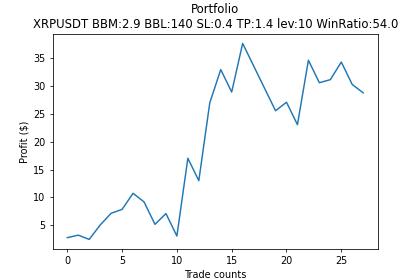 Portfolio
XRPUSDT BBM:2.9 BBL:140 SL:0.4 TP:1.4 lev:10 WinRatio:54.0
Profit ($)
35
30
25
20
15
10
5
0 5 10 15 20 25
Trade counts